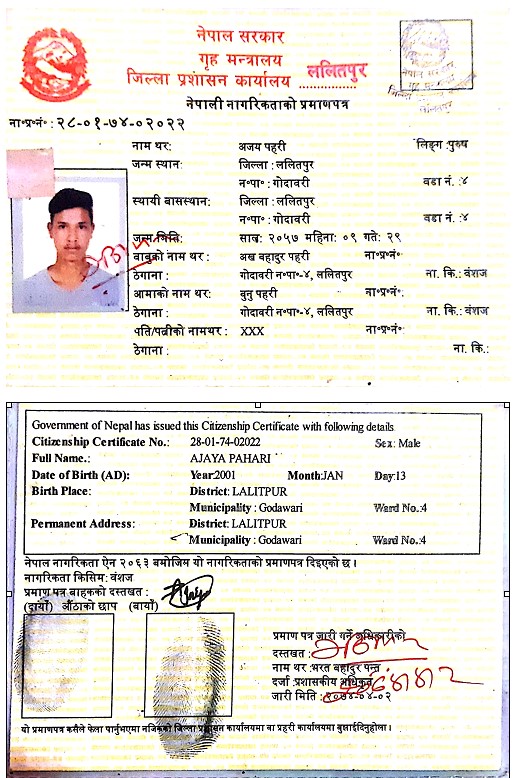 नेपाल सरकार
गृह मन्त्रालय
जिल्ला प्रशासन कार्यालय ललितपुर
नेपाली नागरिकताको प्रमाणपत्र
ना॰प्र॰नं॰ : २८-०१-७४-०२०२२
नाम थर: अजय पहरी लिङ्ग: पुरुष
जन्म स्थान: जिल्ला : ललितपुर
न॰पा॰ : गोदावरी वडा नं. :४
स्थायी बासस्थान: जिल्ला : ललितपुर
न॰पा॰ : गोदावरी वडा नं. :४
जन्म मिति: साल: २०५७ महिना: ०९ गते: २९
बाबुको नाम थर : बहादुर पहरी ना॰प्र॰नं॰
ठेगाना: गोदावरी न॰पा॰-४, ललितपुर ना. कि.: वंशज
आमाको नाम थर: बुनु पहरी ना॰प्र॰नं॰:
ठेगाना : गोदावरी न॰पा॰-४, ललितपुर ना. कि.: वंशज
पति/पत्नीको नामथर: XXX ना॰प्र॰नं॰:
ठेगाना : ना. कि.:
Government of Nepal has issued this Citizenship Certificate with following details
Citizenship Certificate No.: 28-01-74-02022 Sex: Male
Full Name.: AJAYA PAHARI
Date of Birth (AD): Year:2001 Month:JAN Day:13
Birth Place: District: LALITPUR
Municipality : Godawari Ward No.:4
Permanent Address: District: LALITPUR
Municipality : Godawari Ward No.:4
नेपाल नागरिकता ऐन २०६३ बमोजिम यो नागरिकताको प्रमाणपत्र दिइएको छ ।
नागरिकता किसिम: वंशज
प्रमाण पत्र बाहकको दस्तखत :
(दायाँ) औंठाको छाप (बायाँ)
प्रमाण पत्र जारी गर्ने अधिकारीको
दस्तखत :
नाम थर : भरत बहादुर पन्त
दर्जा : प्रशासकीय अधिकृत
जारी मिति : २०७४-०४-०२
यो प्रमाणपत्र कसैले फेला पार्नुभएमा नजिकको जिल्ला प्रशासन कार्यालयमा वा प्रहरी कार्यालयमा बुझाईदिनुहोला ।